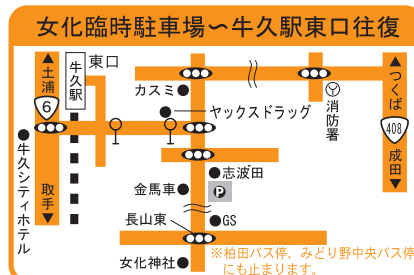 女化臨時駐車場〜牛久駅東口往復
▲土浦
6
取手▼
牛久駅
東口
カスミ
ヤックスドラッグ
消防署
▲つくば
408
成田▼
牛久シティホテル
志波田
P
金馬車
GS
長山東
女化神社
※柏田バス停、みどり野中央バス停
にも止まります。